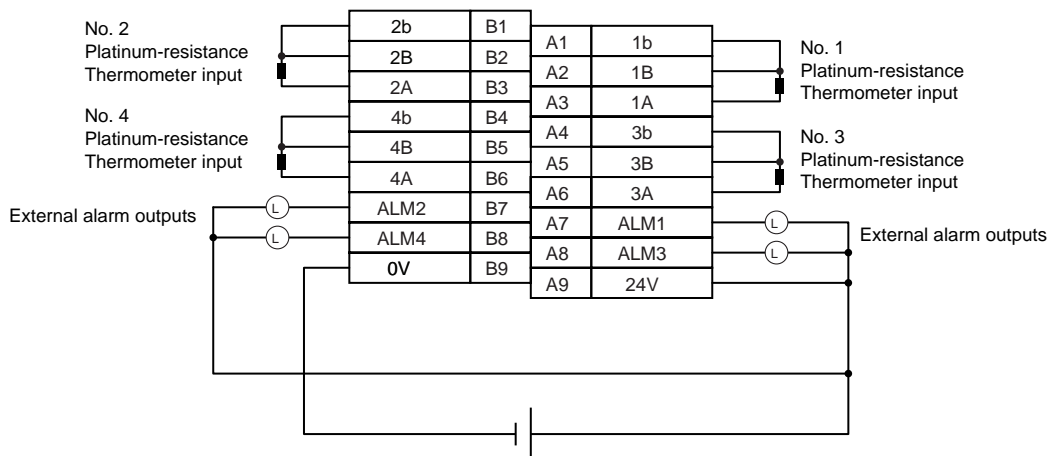 No. 2
Platinum-resistance
Thermometer input
No. 4
Platinum-resistance
Thermometer input
External alarm outputs
2b B1
2B B2
2A B3
4b B4
4B B5
4A B6
ALM2 B7
ALM4 B8
0V B9
A1 1b
A2 1B
A3 1A
A4 3b
A5 3B
A6 3A
A7 ALM1
A8 ALM3
A9 24V
L
L
L
L
No. 1
Platinum-resistance
Thermometer input
No. 3
Platinum-resistance
Thermometer input
External alarm outputs